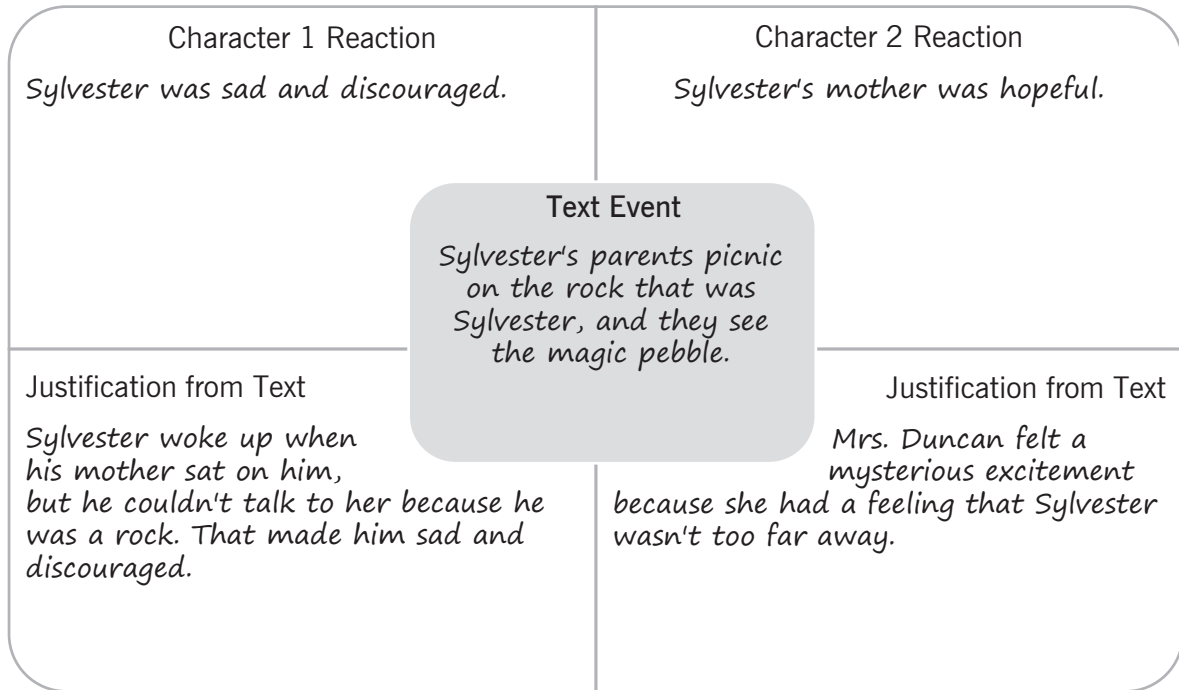 Character 1 Reaction
Sylvester was sad and discouraged.
Character 2 Reaction
Sylvester's mother was hopeful.
Text Event
Sylvester's parents picnic
on the rock that was
Sylvester, and they see
the magic pebble.
Justification from Text
Sylvester woke up when
his mother sat on him,
but he couldn't talk to her because he
was a rock. That made him sad and
discouraged.
Justification from Text
Mrs. Duncan felt a
mysterious excitement
because she had a feeling that Sylvester
wasn't too far away.